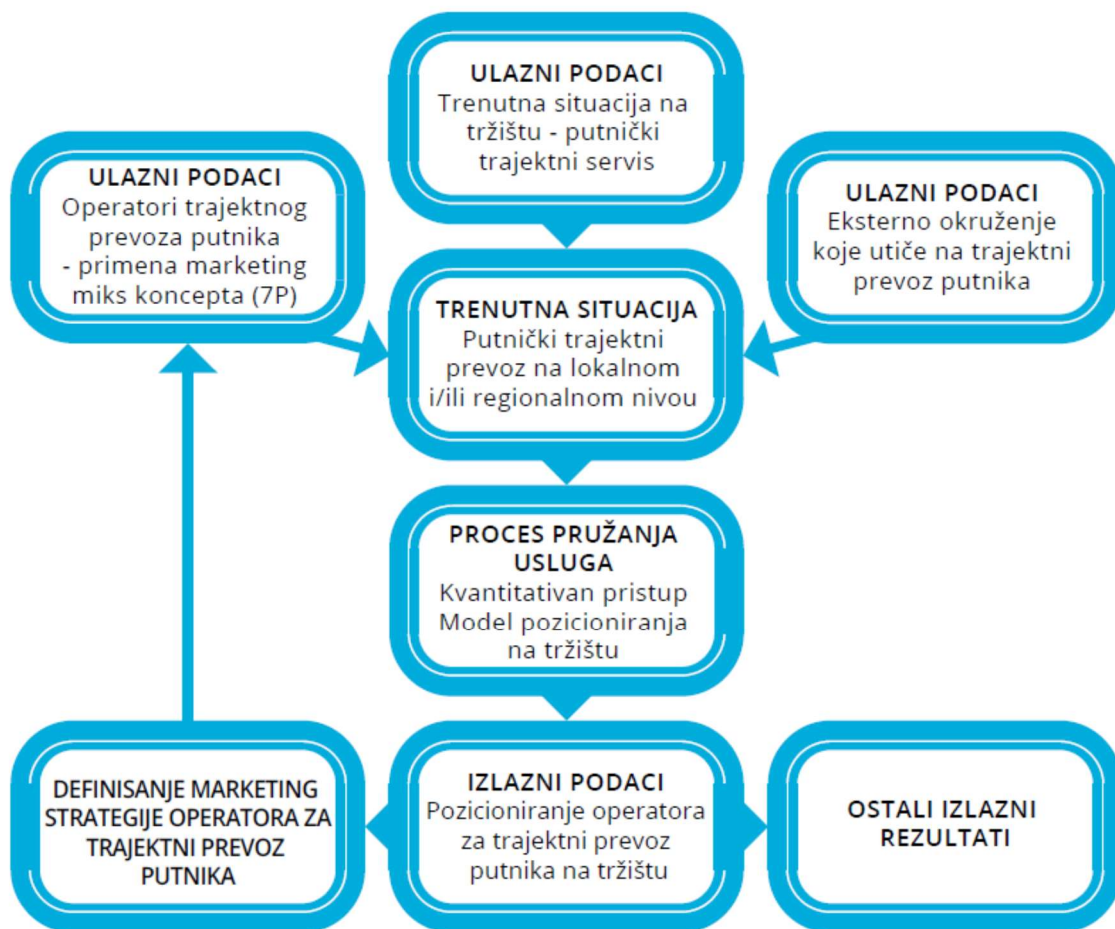 ULAZNI PODACI
Trenutna situacija na
tržištu - putnički
trajektni servis
ULAZNI PODACI
Operatori trajektnog
prevoza putnika
- primena marketing
miks koncepta (7P)
ULAZNI PODACI
Eksterno okruženje
koje utiče na trajektni
prevoz putnika
TRENUTNA SITUACIJA
Putnički trajektni
prevoz na lokalnom
i/ili regionalnom nivou
PROCES PRUŽANJA
USLUGA
Kvantitativan pristup
Model pozicioniranja
na tržištu
DEFINISANJE MARKETING
STRATEGIJE OPERATORA ZA
TRAJEKTNI PREVOZ
PUTNIKA
IZLAZNI PODACI
Pozicioniranje operatora
za trajektni prevoz
putnika na tržištu
OSTALI IZLAZNI
REZULTATI